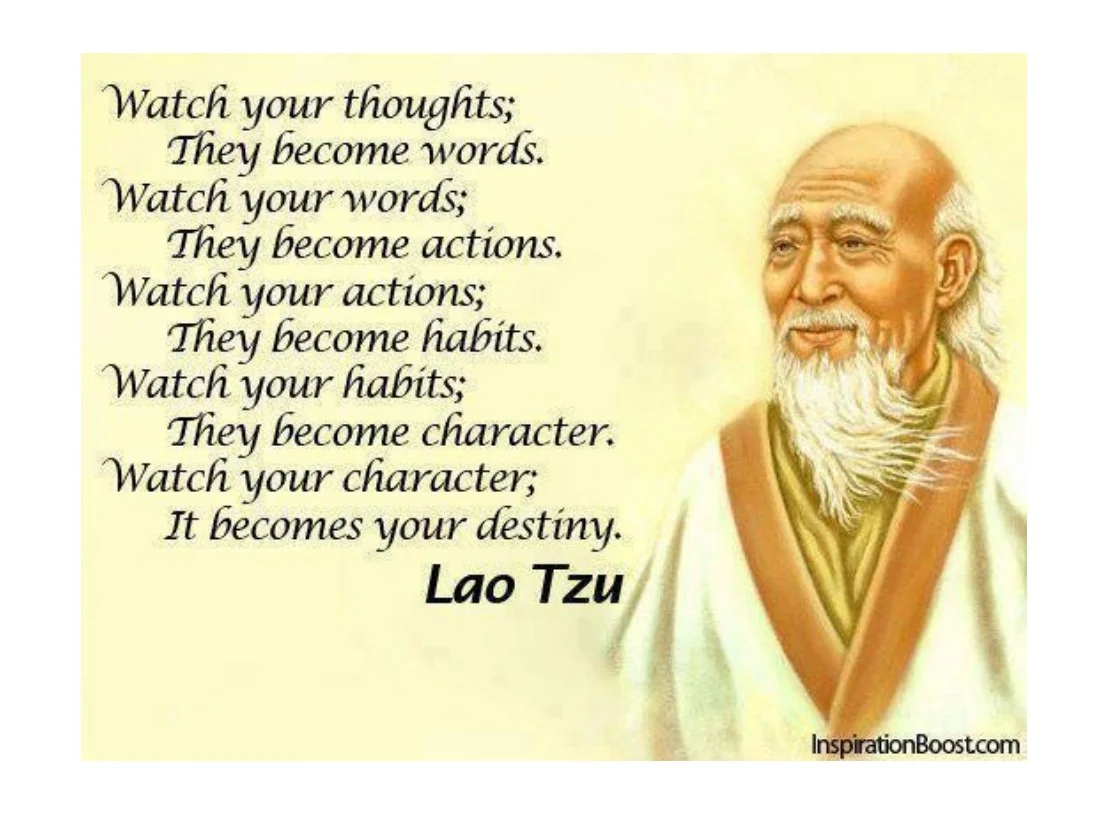 Watch your thoughts;
They become words.
Watch your words;
They become actions.
Watch your actions;
They become habits.
Watch your habits;
They become character.
Watch your character;
It becomes your destiny.
Lao Tzu
InspirationBoost.com